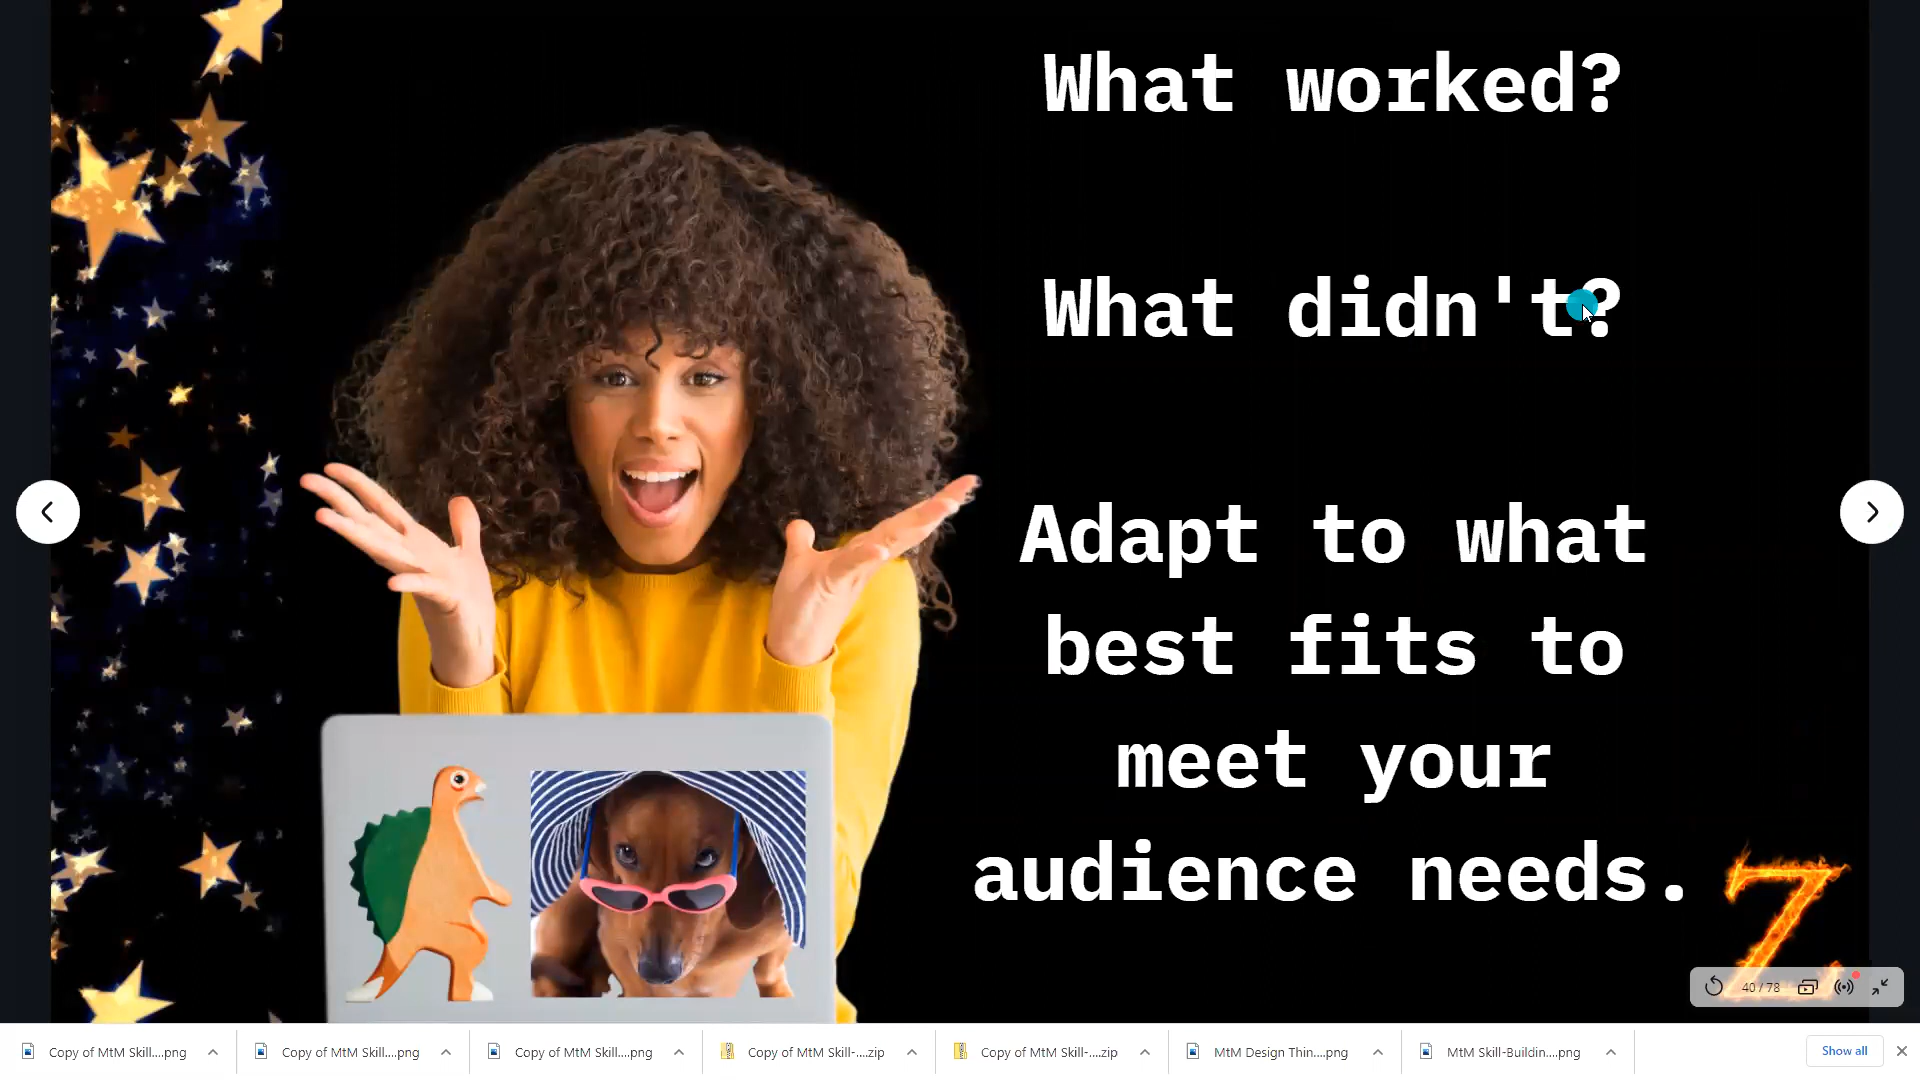 What worked?
What didn't?
Adapt to what
best fits to
meet your
audience needs.
Z
40 / 78
Copy of MtM Skill....png
Copy of MtM Skill....png
Copy of MtM Skill....png
Copy of MtM Skill-....zip
Copy of MtM Skill-....zip
MtM Design Thin....png
MtM Skill-Buildin....png
Show all